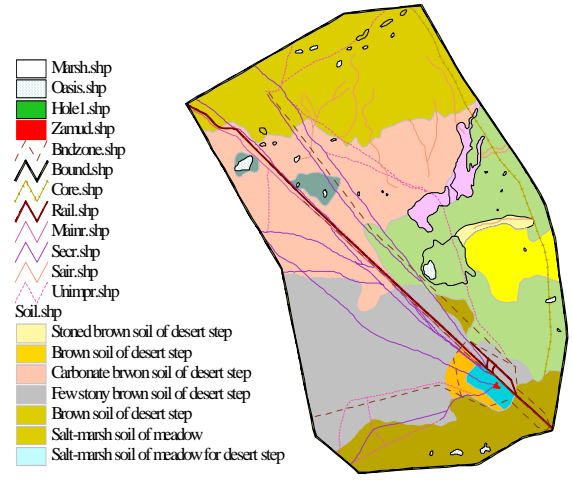 Marsh.shp
Oasis.shp
Hole1.shp
Zamud.shp
Bndzone.shp
Bound.shp
Core.shp
Rail.shp
Mainr.shp
Secr.shp
Sair.shp
Unimpr.shp
Soil.shp
Stoned brown soil of desert step
Brown soil of desert step
Carbonate brwon soil of desert step
Few stony brown soil of desert step
Brown soil of desert step
Salt-marsh soil of meadow
Salt-marsh soil of meadow for desert step